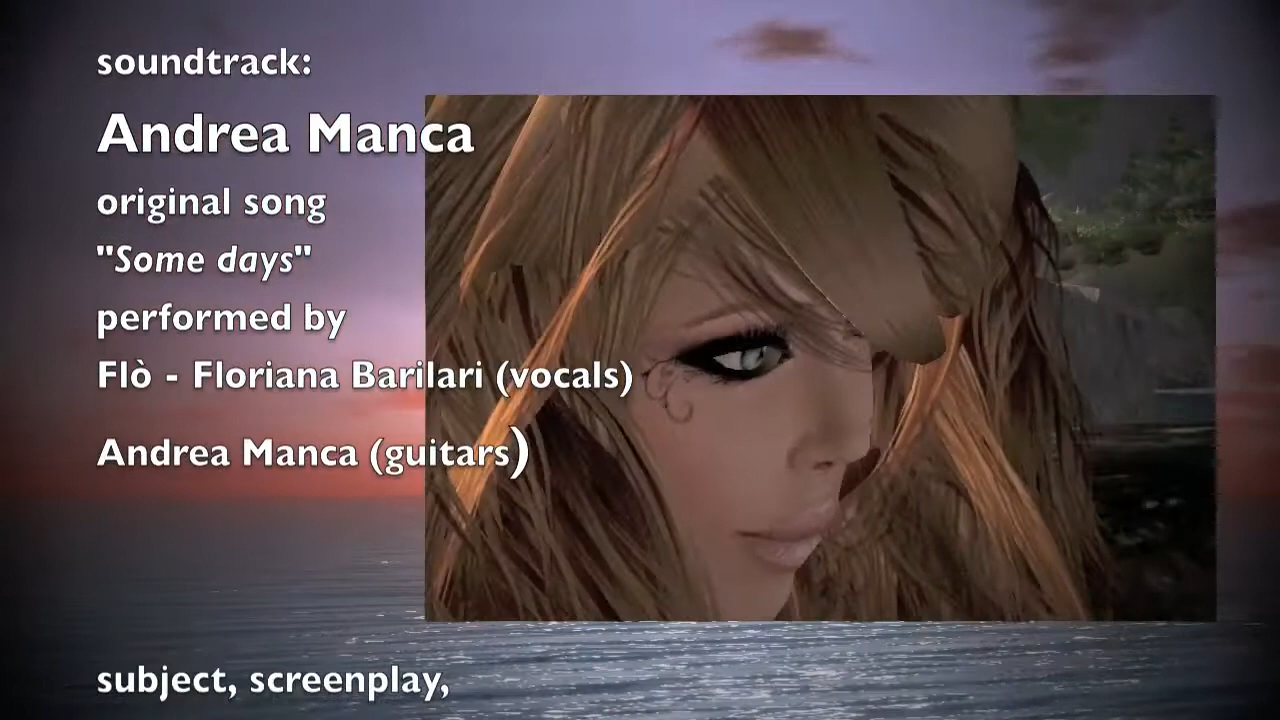 soundtrack:
Andrea Manca
original song
"Some days"
performed by
Flò - Floriana Barilari (vocals)
Andrea Manca (guitars)
subject, screenplay,